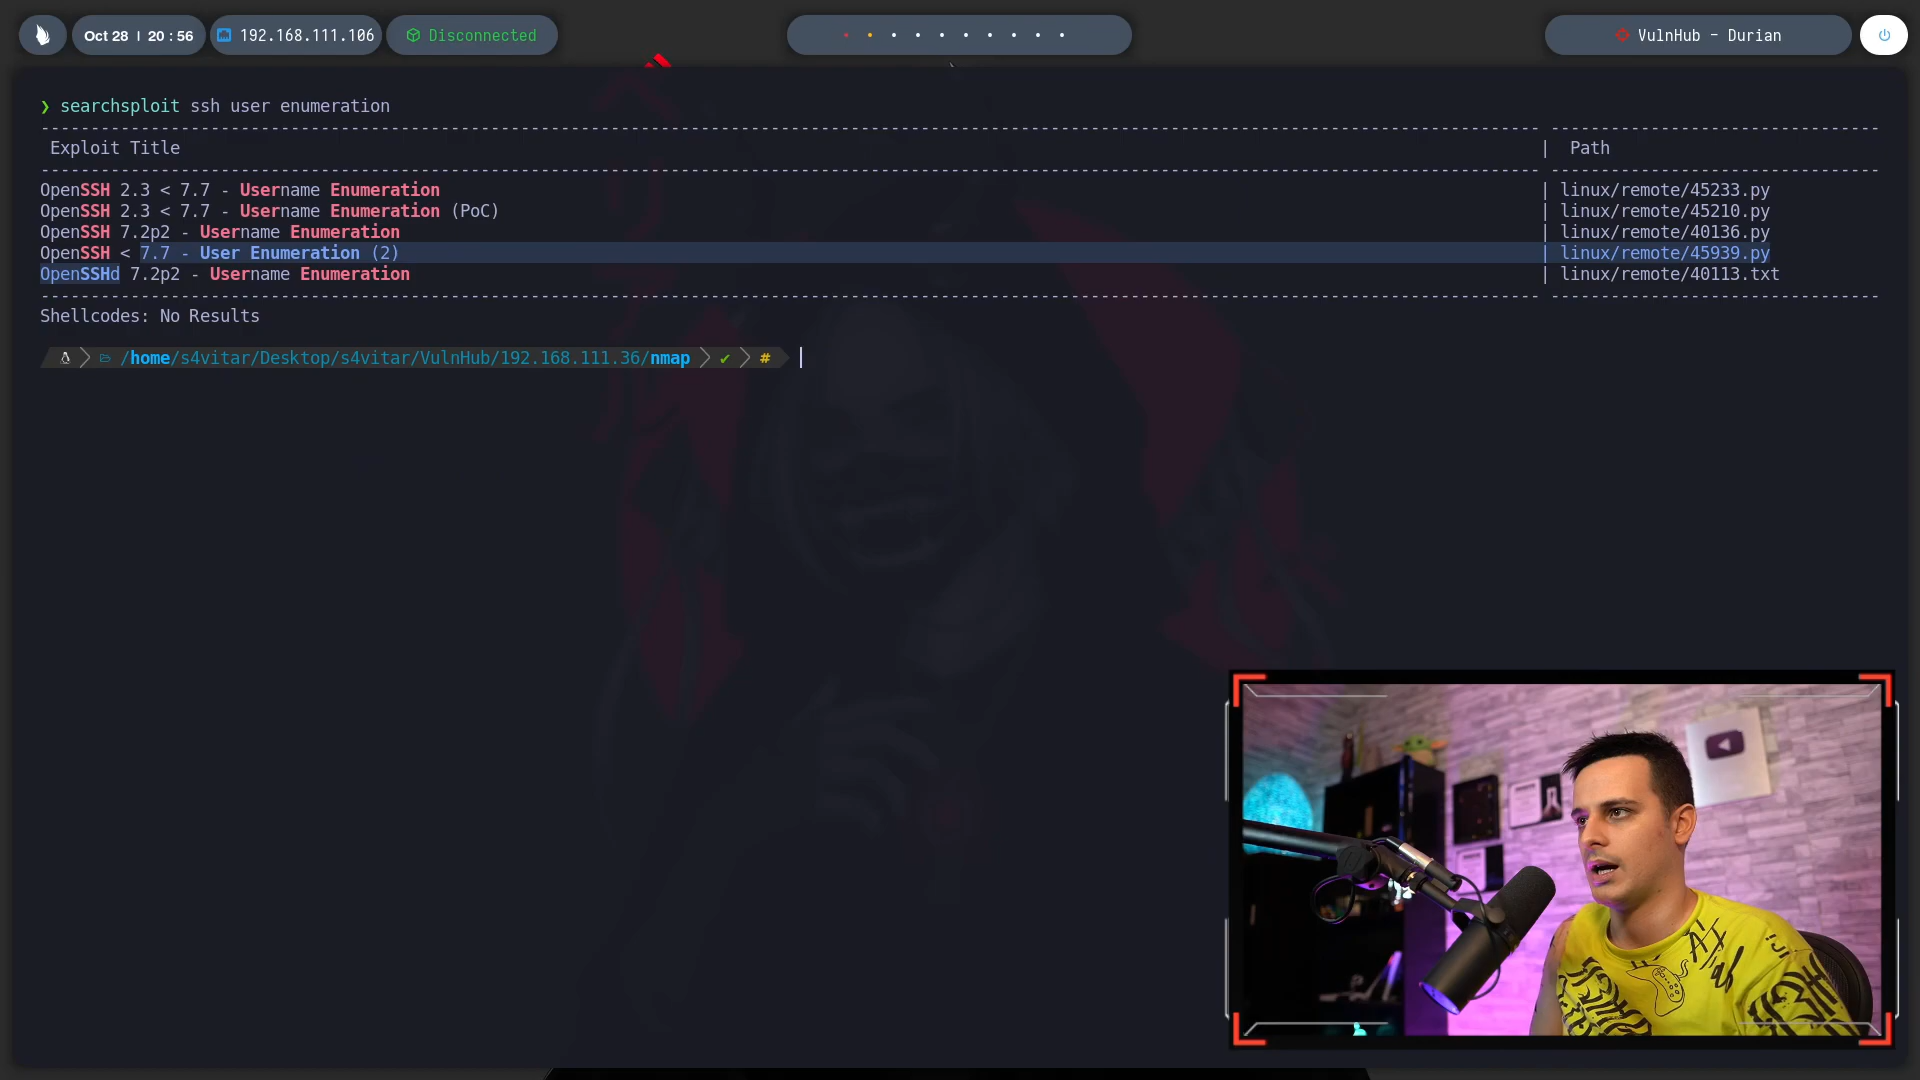 Oct 28 | 20 : 56
192.168.111.106
Disconnected
VulnHub - Durian
❯ searchsploit ssh user enumeration
Exploit Title | Path
OpenSSH 2.3 < 7.7 - Username Enumeration | linux/remote/45233.py
OpenSSH 2.3 < 7.7 - Username Enumeration (PoC) | linux/remote/45210.py
OpenSSH 7.2p2 - Username Enumeration | linux/remote/40136.py
OpenSSH < 7.7 - User Enumeration (2) | linux/remote/45939.py
OpenSSHd 7.2p2 - Username Enumeration | linux/remote/40113.txt
Shellcodes: No Results
/home/s4vitar/Desktop/s4vitar/VulnHub/192.168.111.36/nmap ✔ #